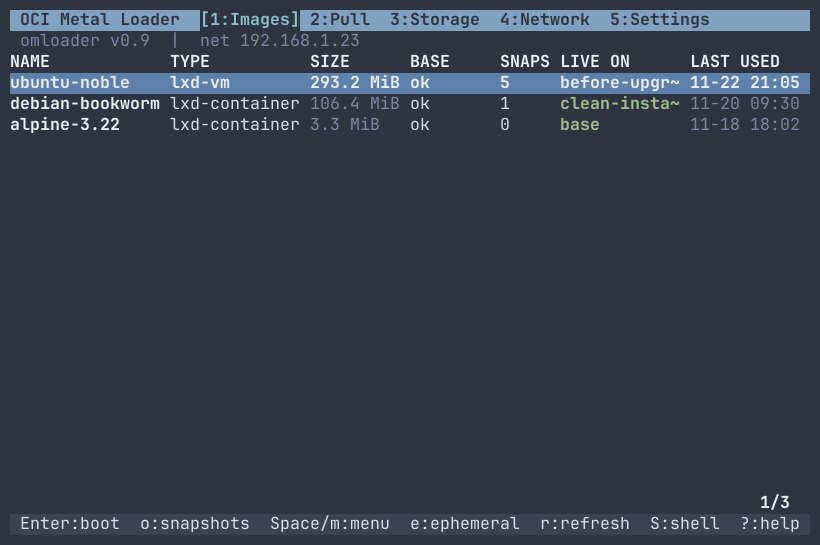 OCI Metal Loader [1:Images] 2:Pull 3:Storage 4:Network 5:Settings
omloader v0.9 | net 192.168.1.23
NAME TYPE SIZE BASE SNAPS LIVE ON LAST USED
ubuntu-noble lxd-vm 293.2 MiB ok 5 before-upgr~ 11-22 21:05
debian-bookworm lxd-container 106.4 MiB ok 1 clean-insta~ 11-20 09:30
alpine-3.22 lxd-container 3.3 MiB ok 0 base 11-18 18:02
1/3
Enter:boot o:snapshots Space/m:menu e:ephemeral r:refresh S:shell ?:help